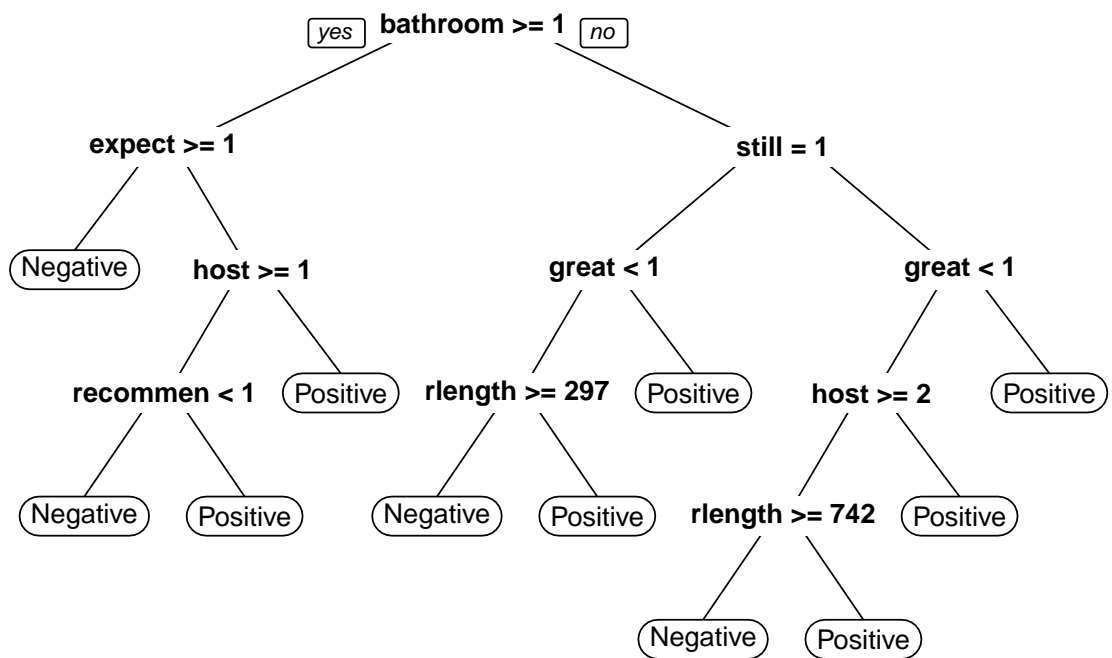 yes bathroom >= 1 no
expect >= 1 still = 1
Negative host >= 1 great < 1 great < 1
recommen < 1 Positive rlength >= 297 Positive host >= 2 Positive
Negative Positive Negative Positive rlength >= 742 Positive
Negative Positive